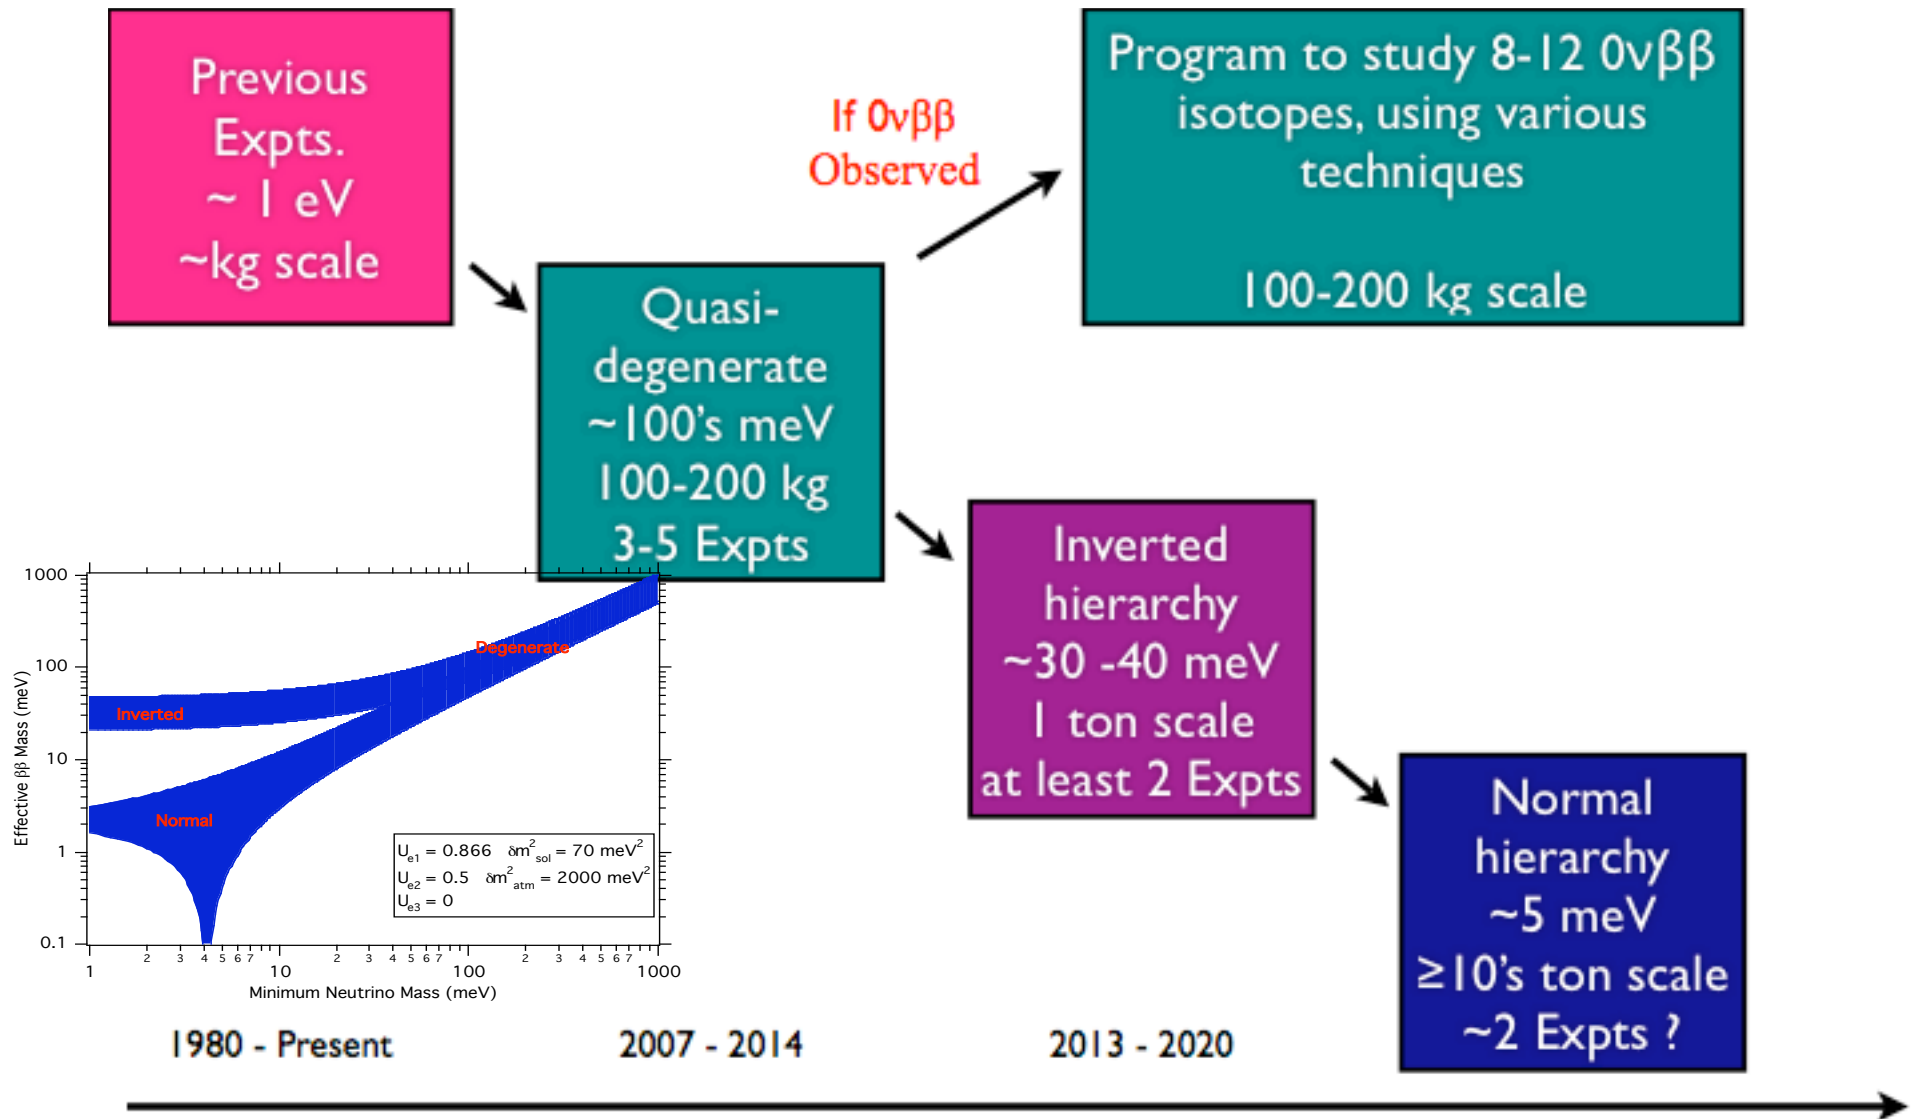 Previous
Expts.
~ 1 eV
~kg scale
If 0νββ
Observed
Program to study 8-12 0νββ
isotopes, using various
techniques
100-200 kg scale
Quasi-
degenerate
~100's meV
100-200 kg
3-5 Expts
Inverted
hierarchy
~30 -40 meV
1 ton scale
at least 2 Expts
Normal
hierarchy
~5 meV
≥10's ton scale
~2 Expts ?
Effective ββ Mass (meV)
1000
100
10
1
0.1
Degenerate
Inverted
Normal
U_e1 = 0.866 δm²_sol = 70 meV²
U_e2 = 0.5 δm²_atm = 2000 meV²
U_e3 = 0
1 2 3 4 5 6 7 10 2 3 4 5 6 7 100 2 3 4 5 6 7 1000
Minimum Neutrino Mass (meV)
1980 - Present
2007 - 2014
2013 - 2020